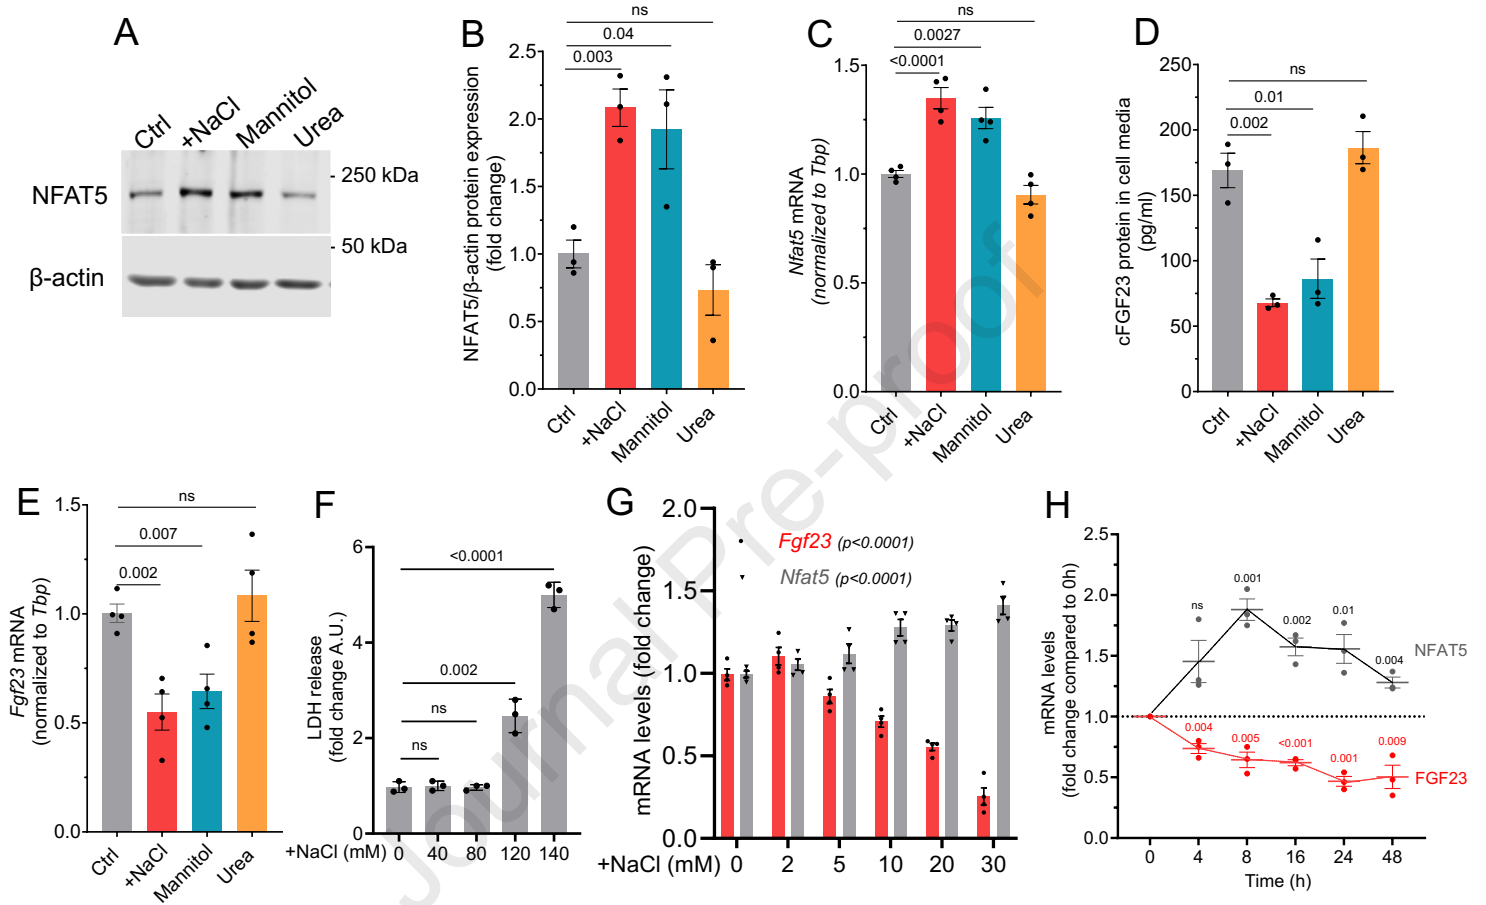 A
Ctrl
+NaCl
Mannitol
Urea
NFAT5
250 kDa
50 kDa
β-actin
B
NFAT5/β-actin protein expression
(fold change)
ns
0.04
0.003
2.5
2.0
1.5
1.0
0.5
0.0
Ctrl
+NaCl
Mannitol
Urea
C
Nfat5 mRNA
(normalized to Tbp)
ns
0.0027
<0.0001
1.5
1.0
0.5
0.0
Ctrl
+NaCl
Mannitol
Urea
D
cFGF23 protein in cell media
(pg/ml)
ns
0.01
0.002
250
200
150
100
50
0
Ctrl
+NaCl
Mannitol
Urea
E
Fgf23 mRNA
(normalized to Tbp)
ns
0.007
0.002
1.5
1.0
0.5
0.0
Ctrl
+NaCl
Mannitol
Urea
F
LDH release
(fold change A.U.)
<0.0001
0.002
ns
ns
6
4
2
0
+NaCl (mM) 0 40 80 120 140
G
mRNA levels (fold change)
Fgf23 (p<0.0001)
Nfat5 (p<0.0001)
2.0
1.5
1.0
0.5
0.0
+NaCl (mM) 0 2 5 10 20 30
H
mRNA levels
(fold change compared to 0h)
2.5
2.0
1.5
1.0
0.5
0.0
ns
0.001
0.002
0.01
0.004
NFAT5
0.004
0.005
<0.001
0.001
0.009
FGF23
0 4 8 16 24 48
Time (h)
Journal Pre-proof